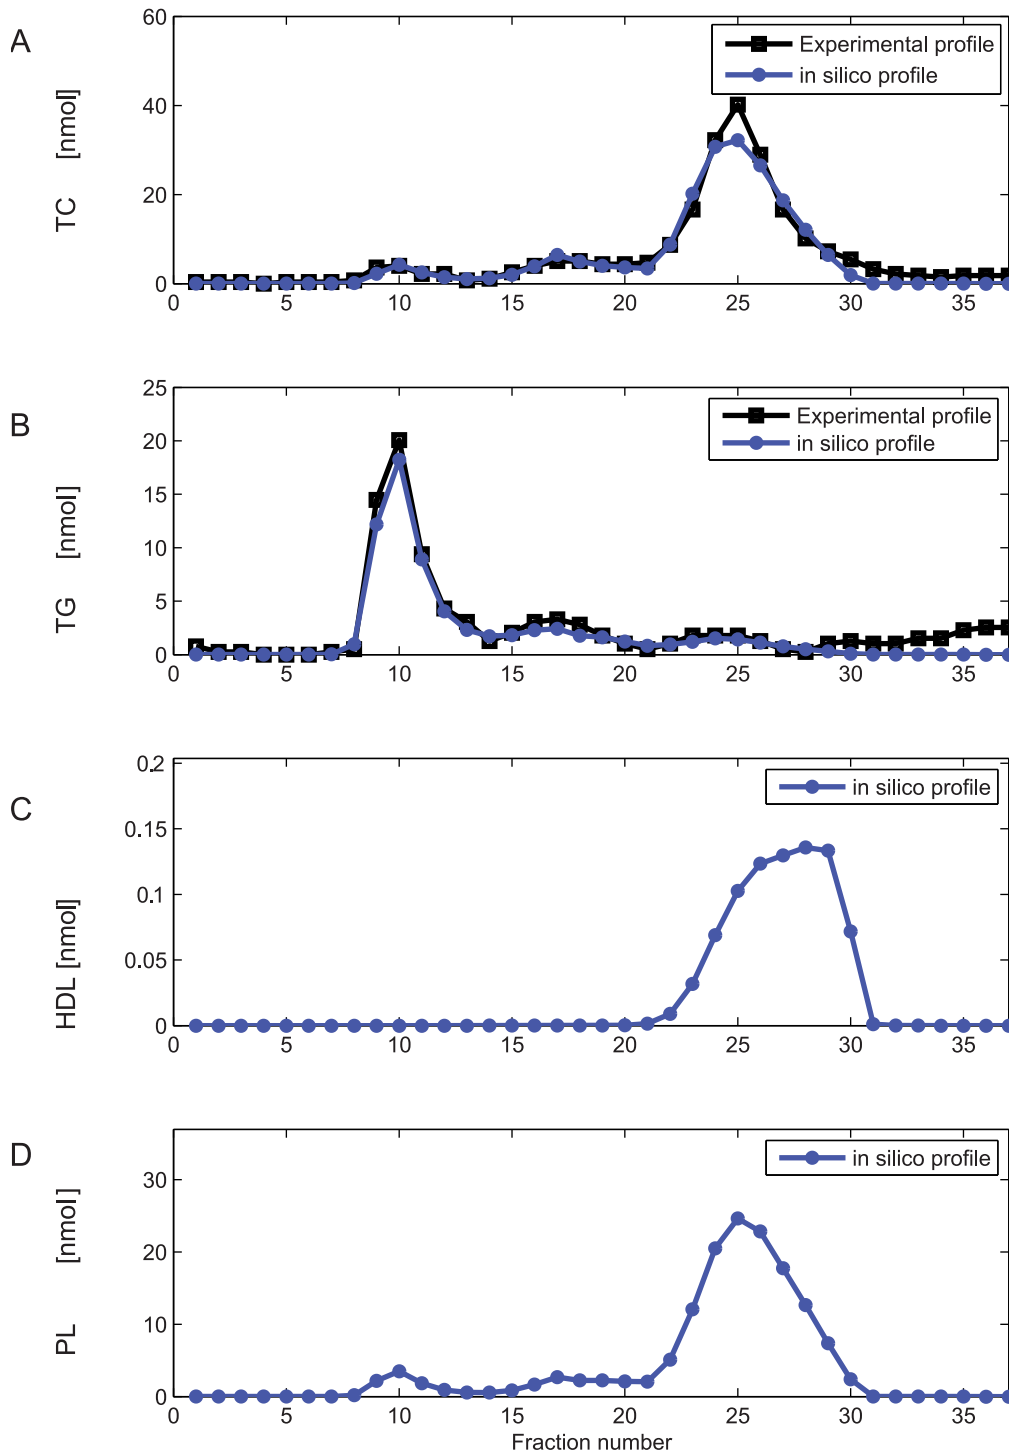 A
TC [nmol]
60
40
20
0
Experimental profile
in silico profile
0 5 10 15 20 25 30 35
B
TG [nmol]
25
20
15
10
5
0
Experimental profile
in silico profile
0 5 10 15 20 25 30 35
C
HDL [nmol]
0.2
0.15
0.1
0.05
0
in silico profile
0 5 10 15 20 25 30 35
D
PL [nmol]
30
20
10
0
in silico profile
0 5 10 15 20 25 30 35
Fraction number